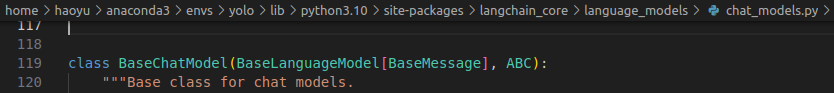 home > haoyu > anaconda3 > envs > yolo > lib > python3.10 > site-packages > langchain_core > language_models > chat_models.py >
117
118
119 class BaseChatModel(BaseLanguageModel[BaseMessage], ABC):
120 """Base class for chat models.